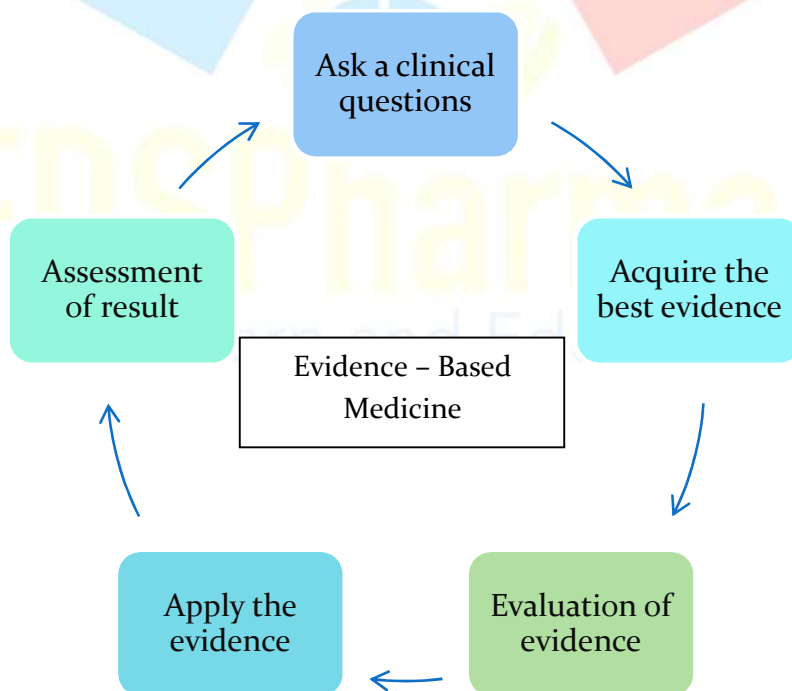 Ask a clinical
questions
Acquire the
best evidence
Evaluation of
evidence
Apply the
evidence
Assessment
of result
Evidence – Based
Medicine